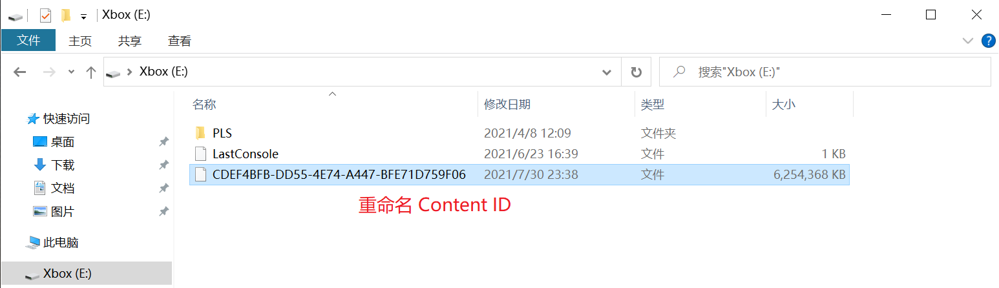 Xbox (E:)
文件 主页 共享 查看
Xbox (E:) 搜索"Xbox (E:)"
名称 修改日期 类型 大小
快速访问
桌面
下载
文档
图片
此电脑
Xbox (E:)
PLS 2021/4/8 12:09 文件夹
LastConsole 2021/6/23 16:39 文件 1 KB
CDEF4BFB-DD55-4E74-A447-BFE71D759F06 2021/7/30 23:38 文件 6,254,368 KB
重命名 Content ID